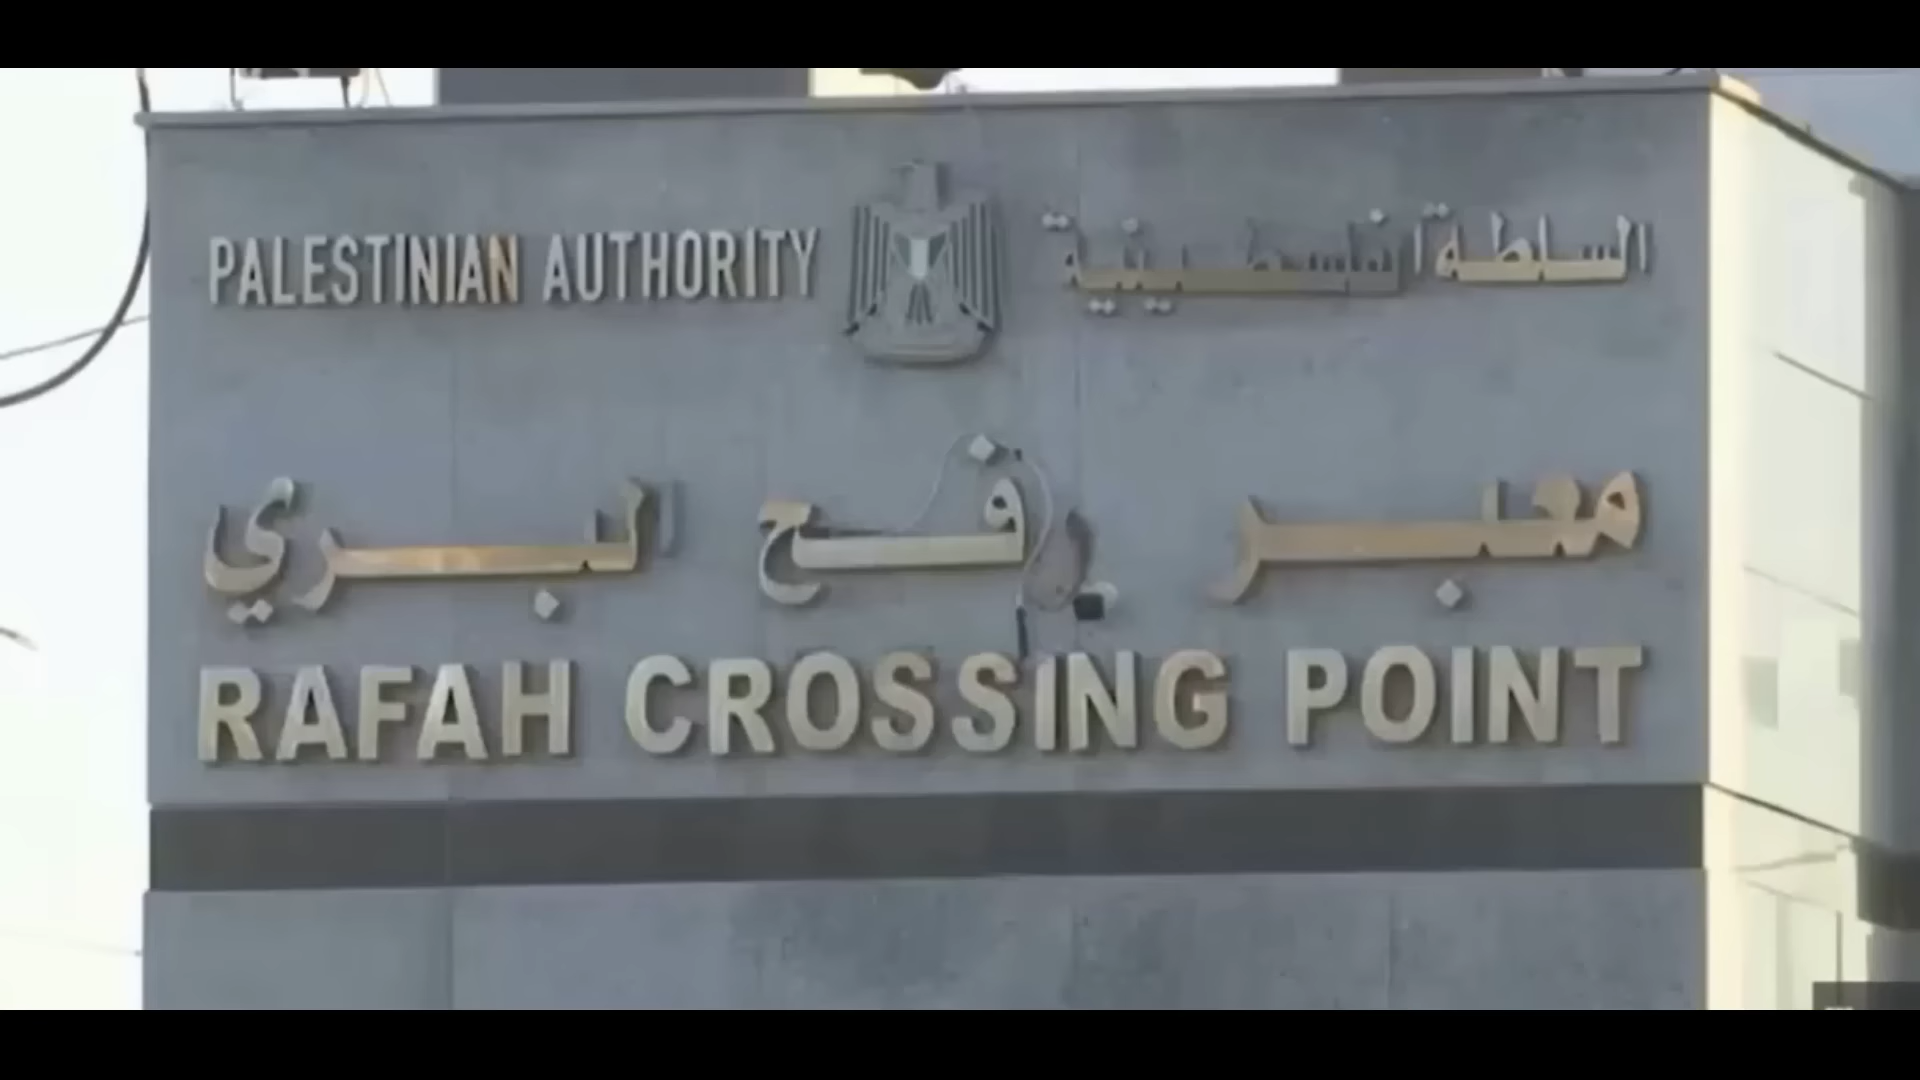 PALESTINIAN AUTHORITY السلطة الفلسطينية
معبر رفح البري
RAFAH CROSSING POINT